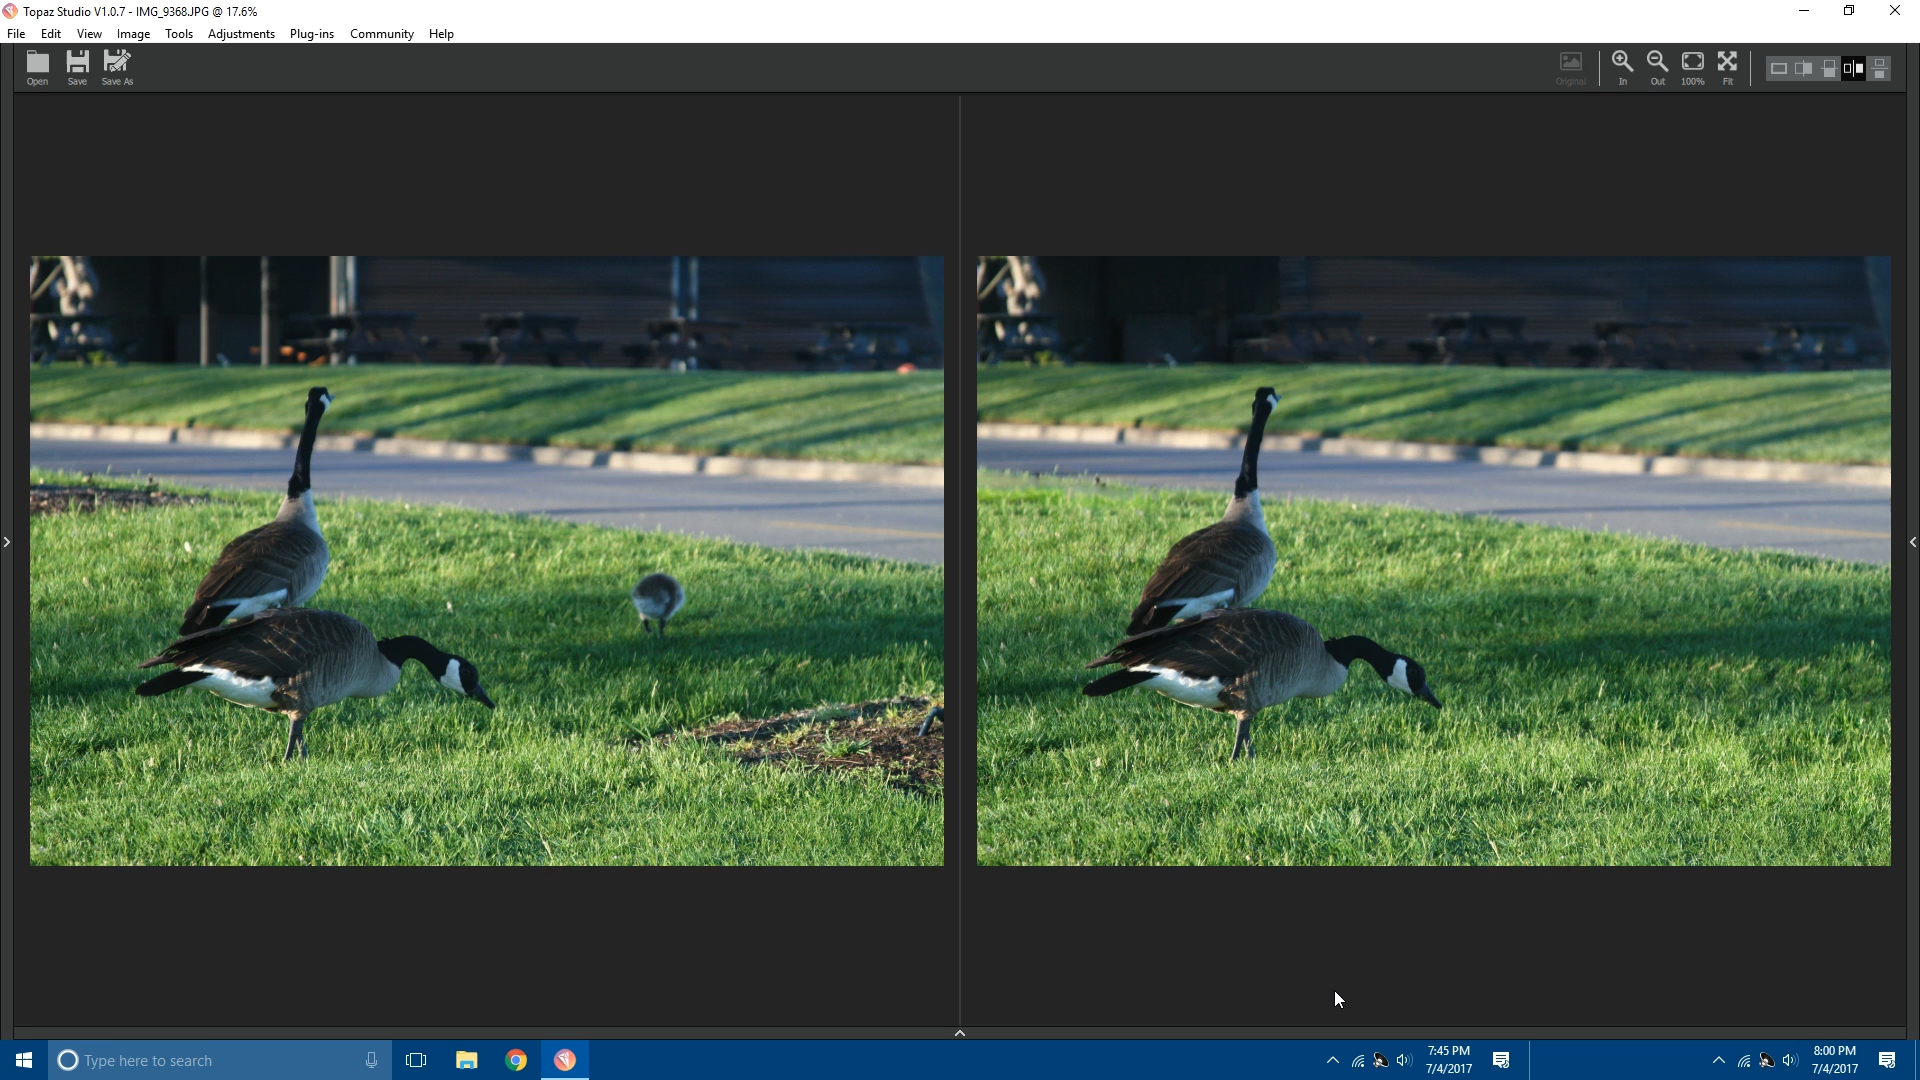 Topaz Studio V1.0.7 - IMG_9368.JPG @ 17.6%
File Edit View Image Tools Adjustments Plug-ins Community Help
Open Save Save As Original In Out 100% Fit
Type here to search
7:45 PM
7/4/2017
8:00 PM
7/4/2017